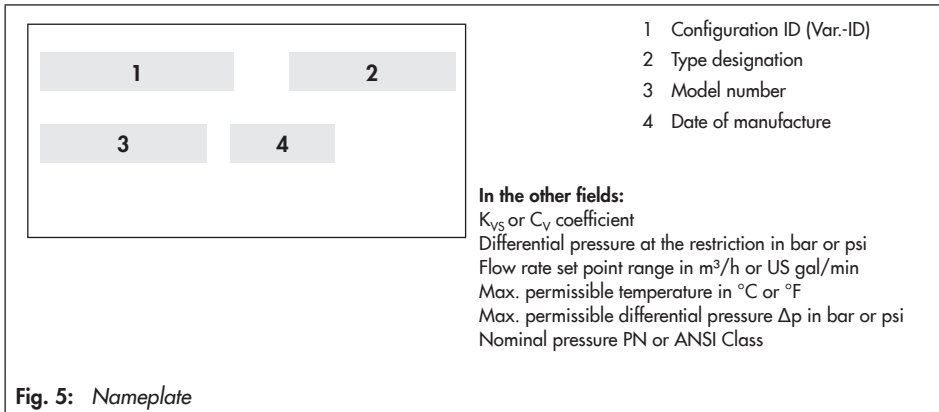 1 2
3 4
1 Configuration ID (Var.-ID)
2 Type designation
3 Model number
4 Date of manufacture
In the other fields:
KVS or CV coefficient
Differential pressure at the restriction in bar or psi
Flow rate set point range in m³/h or US gal/min
Max. permissible temperature in °C or °F
Max. permissible differential pressure Δp in bar or psi
Nominal pressure PN or ANSI Class
Fig. 5: Nameplate